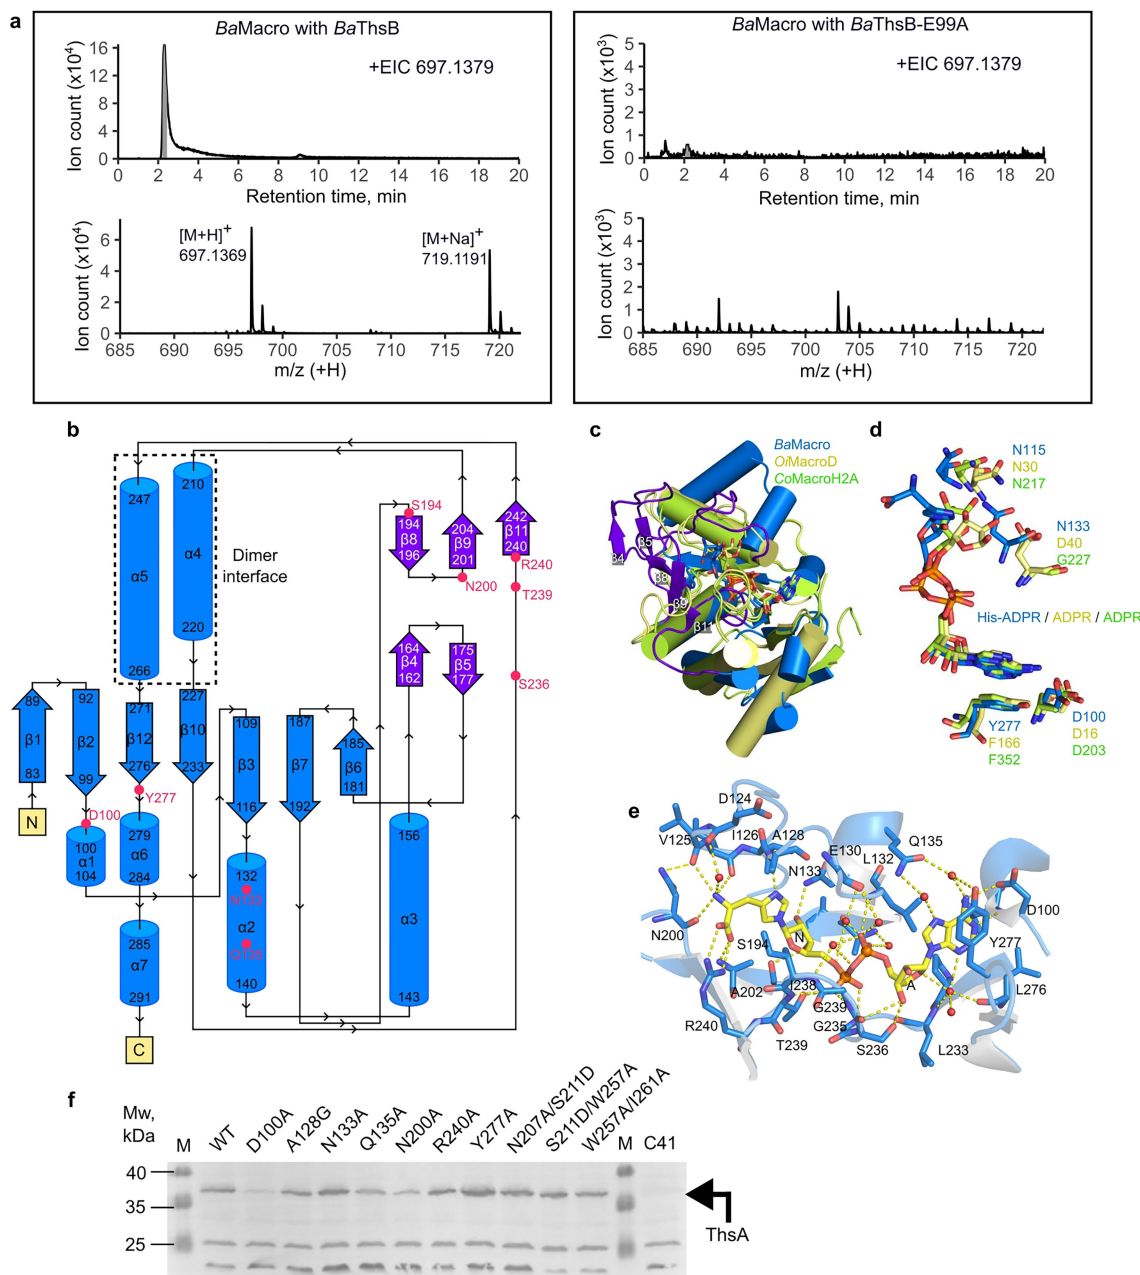 a
BaMacro with BaThsB
+EIC 697.1379
Ion count (x10⁴)
16
12
8
4
0
0 2 4 6 8 10 12 14 16 18 20
Retention time, min
Ion count (x10⁴)
6
4
2
0
[M+H]⁺
697.1369
[M+Na]⁺
719.1191
685 690 695 700 705 710 715 720
m/z (+H)
BaMacro with BaThsB-E99A
+EIC 697.1379
Ion count (x10³)
5
4
3
2
1
0
0 2 4 6 8 10 12 14 16 18 20
Retention time, min
Ion count (x10³)
5
4
3
2
1
0
685 690 695 700 705 710 715 720
m/z (+H)
b
247
α5
266
210
α4
220
Dimer
interface
S194
194
β8
196
204
β9
201
N200
242
β11
240
R240
T239
S236
164
β4
162
175
β5
177
89
β1
83
N
92
β2
99
D100
100
α1
104
271
β12
276
Y277
279
α6
284
285
α7
291
C
227
β10
233
109
β3
116
132
N133
α2
Q135
140
187
β7
192
185
β6
181
156
α3
143
c
BaMacro
OiMacroD
CoMacroH2A
β4
β5
β8
β9
β11
d
N115
N30
N217
N133
D40
G227
His-ADPR / ADPR / ADPR
Y277
F166
F352
D100
D16
D203
e
D124
V125
I126
A128
E130
L132
Q135
N133
N200
S194
N
D100
Y277
A202
I238
G239
A
L276
R240
T239
G235
S236
L233
f
Mw,
kDa
M
WT
D100A
A128G
N133A
Q135A
N200A
R240A
Y277A
N207A/S211D
S211D/W257A
W257A/I261A
M
C41
40
35
25
ThsA